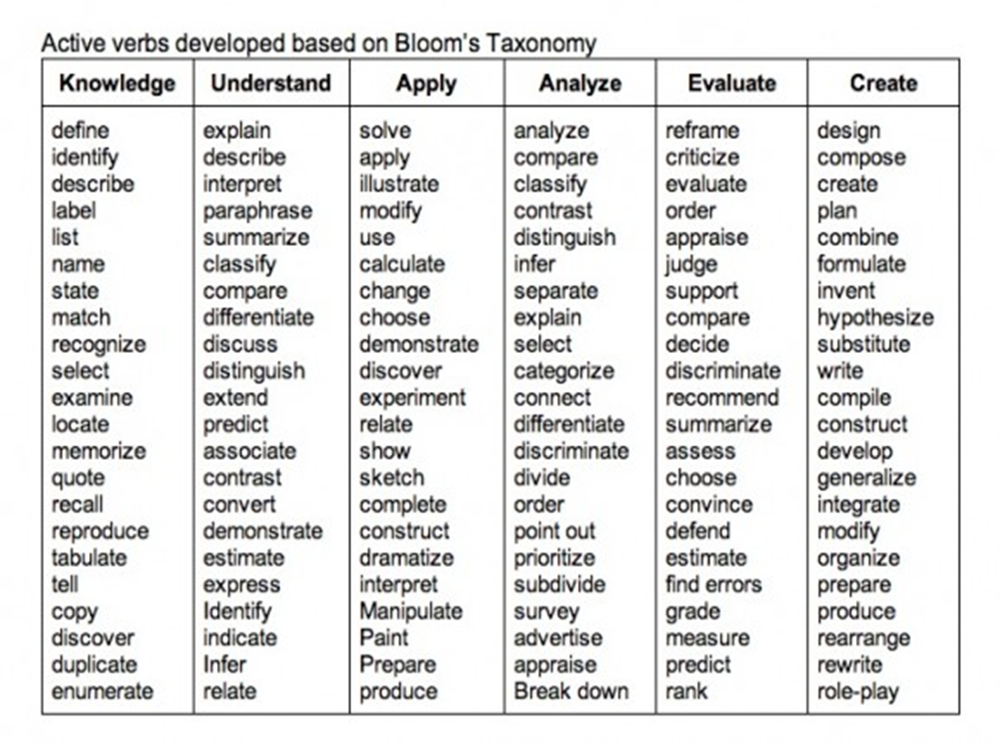 Active verbs developed based on Bloom's Taxonomy
Knowledge Understand Apply Analyze Evaluate Create
define explain solve analyze reframe design
identify describe apply compare criticize compose
describe interpret illustrate classify evaluate create
label paraphrase modify contrast order plan
list summarize use distinguish appraise combine
name classify calculate infer judge formulate
state compare change separate support invent
match differentiate choose explain compare hypothesize
recognize discuss demonstrate select decide substitute
select distinguish discover categorize discriminate write
examine extend experiment connect recommend compile
locate predict relate differentiate summarize construct
memorize associate show discriminate assess develop
quote contrast sketch divide choose generalize
recall convert complete order convince integrate
reproduce demonstrate construct point out defend modify
tabulate estimate dramatize prioritize estimate organize
tell express interpret subdivide find errors prepare
copy Identify Manipulate survey grade produce
discover indicate Paint advertise measure rearrange
duplicate Infer Prepare appraise predict rewrite
enumerate relate produce Break down rank role-play